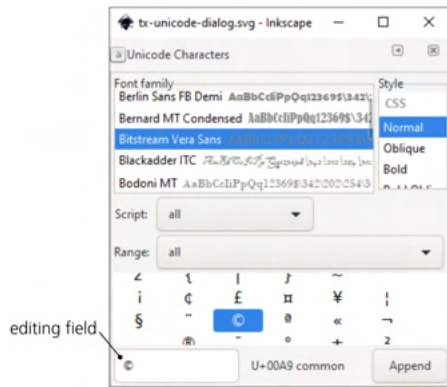 tx-unicode-dialog.svg - Inkscape
Unicode Characters
Font family
Style
Berlin Sans FB Demi AaBbCcIiPpQq12369$\342\
CSS
Bernard MT Condensed AaBbCcIiPpQq12369$\342\
Normal
Bitstream Vera Sans
Oblique
Blackadder ITC
Bold
Bodoni MT AaBbCcIiPpQq12369$\342\202\254\3
Script: all
Range: all
z { | } ~
¡ ¢ £ ¤ ¥ ¦
§ ¨ © ª « ¬
® ¯ ° ± ²
editing field
© U+00A9 common Append